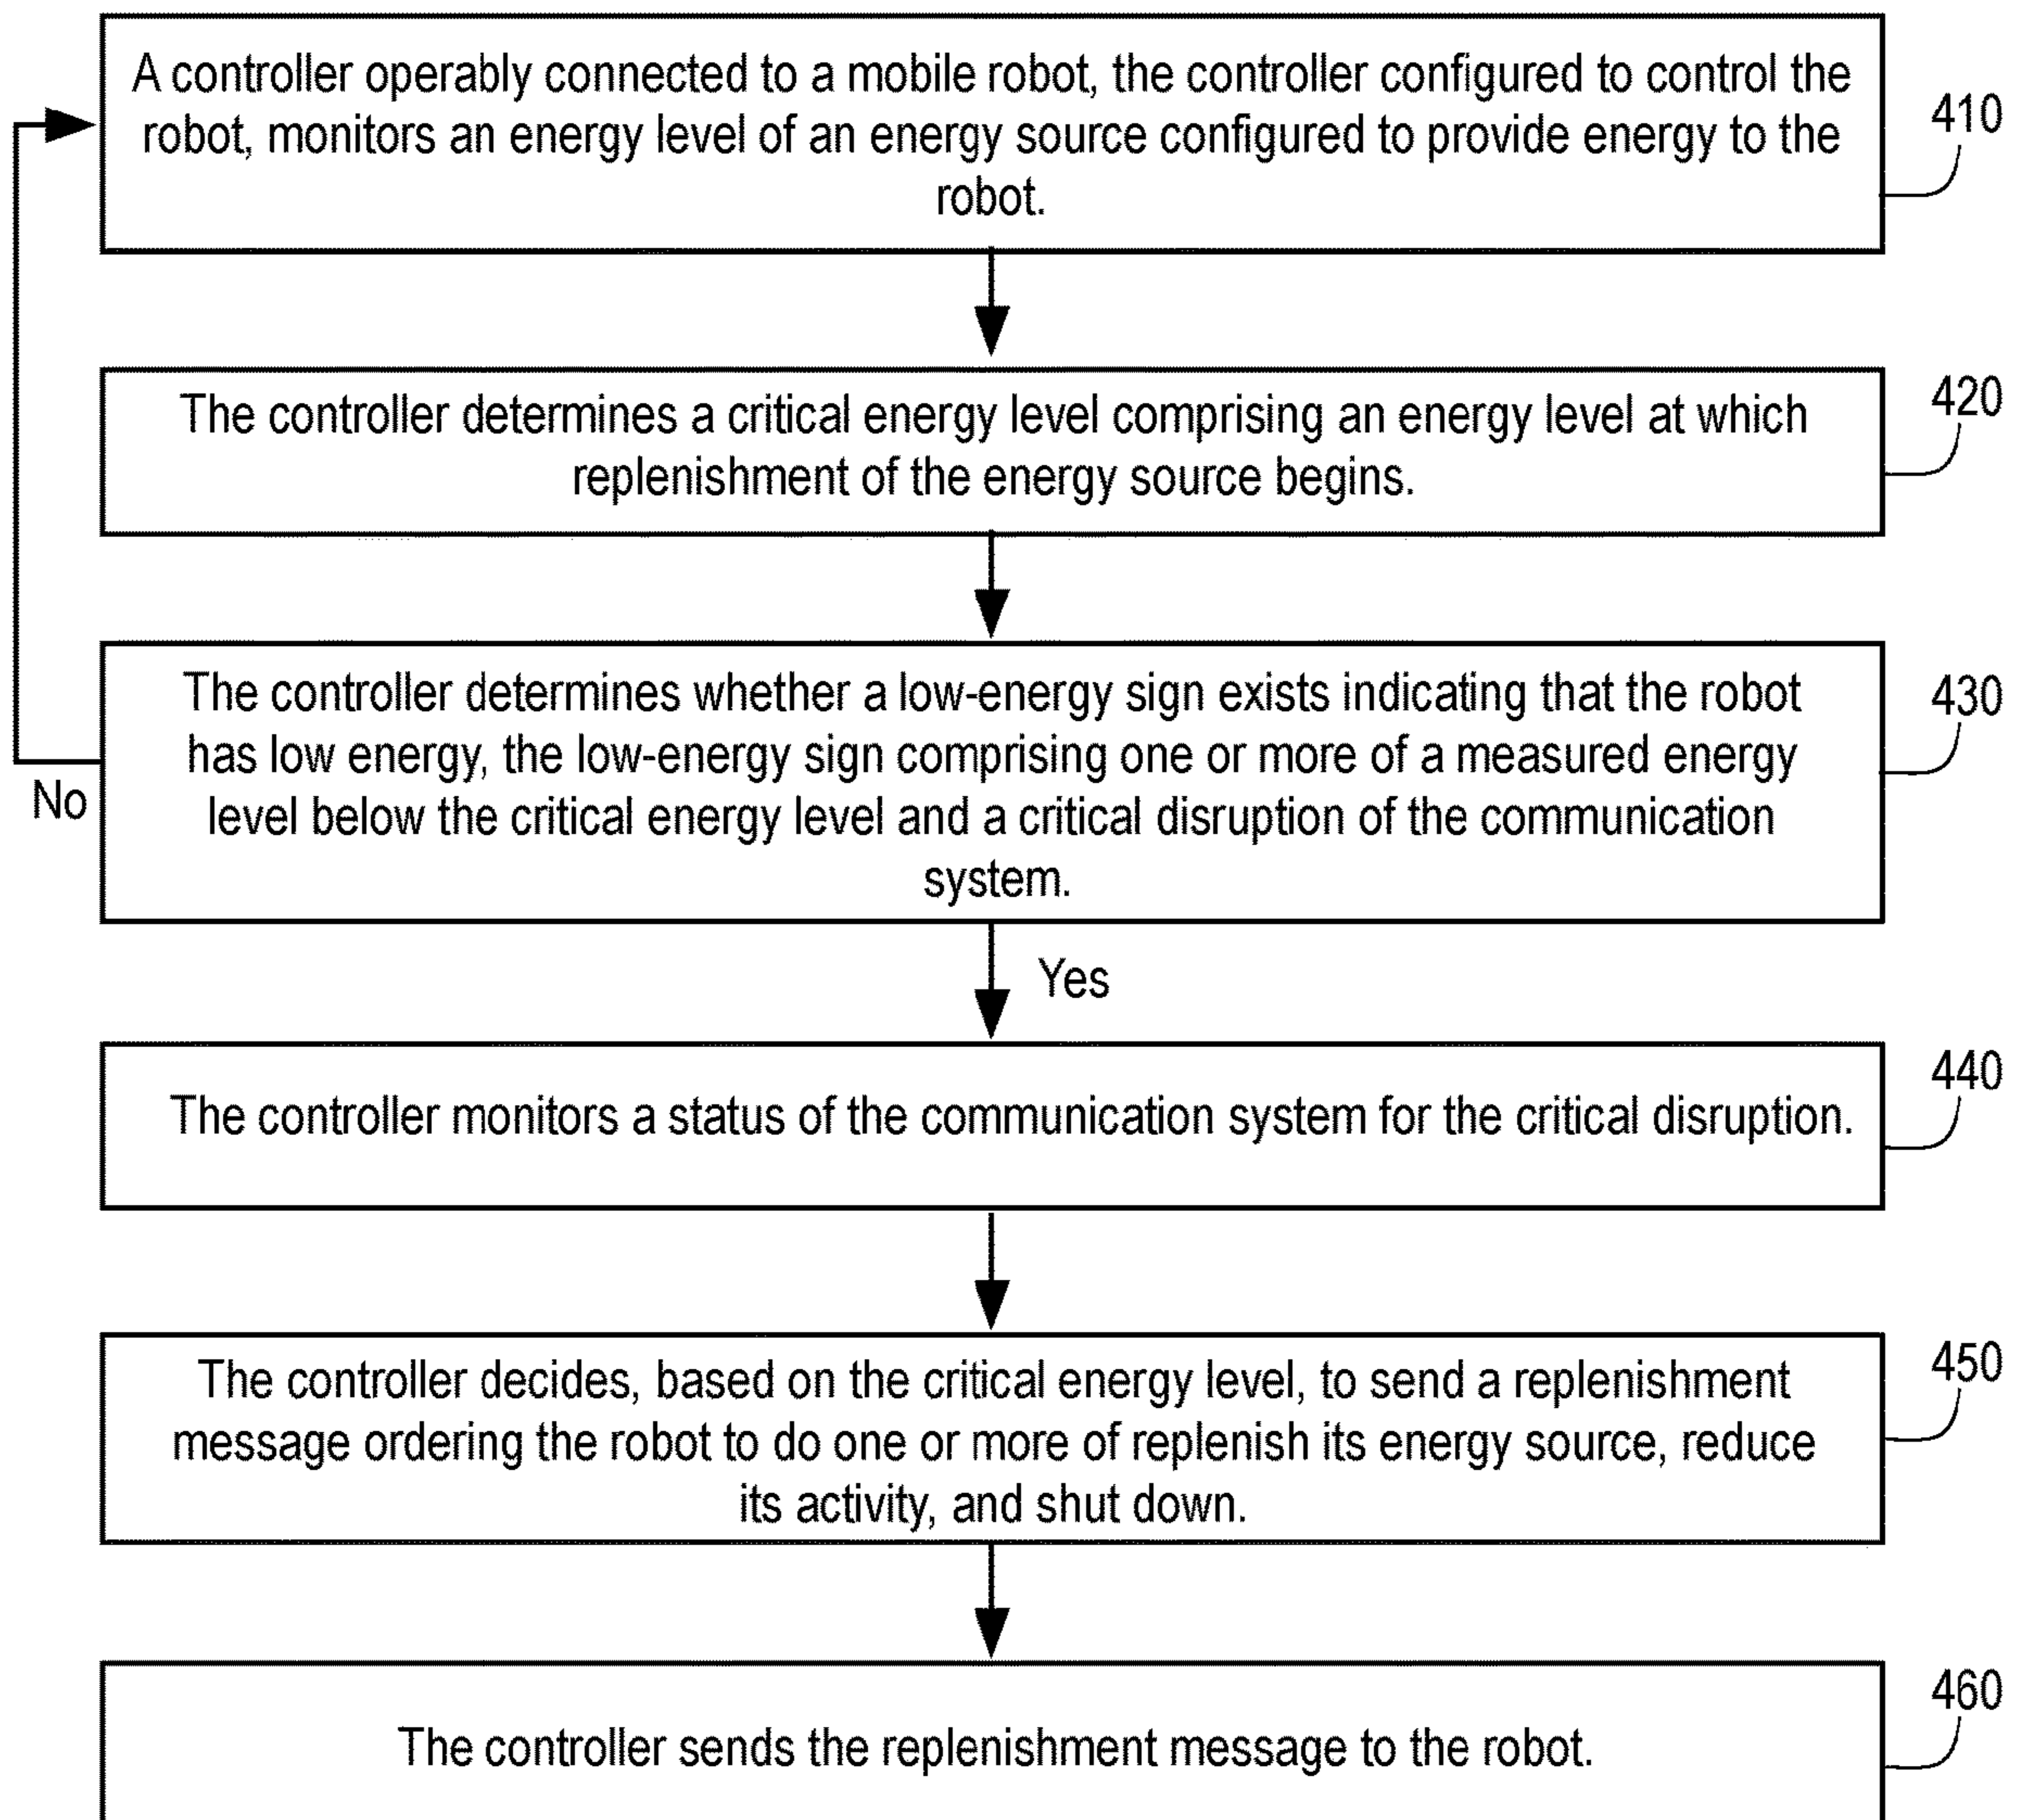 A controller operably connected to a mobile robot, the controller configured to control the
robot, monitors an energy level of an energy source configured to provide energy to the
robot.
410
The controller determines a critical energy level comprising an energy level at which
replenishment of the energy source begins.
420
The controller determines whether a low-energy sign exists indicating that the robot
has low energy, the low-energy sign comprising one or more of a measured energy
level below the critical energy level and a critical disruption of the communication
system.
430
No
Yes
The controller monitors a status of the communication system for the critical disruption.
440
The controller decides, based on the critical energy level, to send a replenishment
message ordering the robot to do one or more of replenish its energy source, reduce
its activity, and shut down.
450
The controller sends the replenishment message to the robot.
460